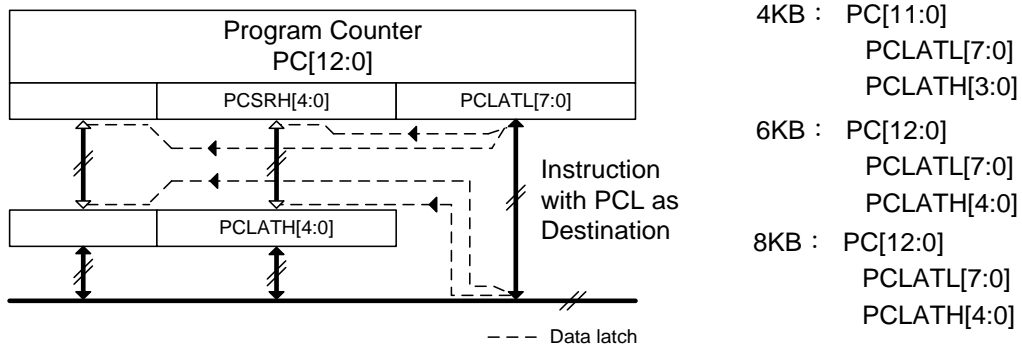 Program Counter
PC[12:0]
PCSRH[4:0]
PCLATL[7:0]
Instruction
with PCL as
Destination
PCLATH[4:0]
Data latch
4KB： PC[11:0]
PCLATL[7:0]
PCLATH[3:0]
6KB： PC[12:0]
PCLATL[7:0]
PCLATH[4:0]
8KB： PC[12:0]
PCLATL[7:0]
PCLATH[4:0]